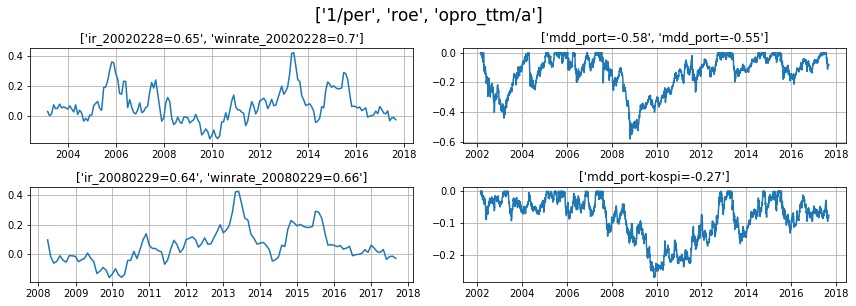 ['1/per', 'roe', 'opro_ttm/a']
['ir_20020228=0.65', 'winrate_20020228=0.7']
0.4
0.2
0.0
2004 2006 2008 2010 2012 2014 2016 2018
['mdd_port=-0.58', 'mdd_port=-0.55']
0.0
−0.2
−0.4
−0.6
2002 2004 2006 2008 2010 2012 2014 2016 2018
['ir_20080229=0.64', 'winrate_20080229=0.66']
0.4
0.2
0.0
2008 2009 2010 2011 2012 2013 2014 2015 2016 2017 2018
['mdd_port-kospi=-0.27']
0.0
−0.1
−0.2
2002 2004 2006 2008 2010 2012 2014 2016 2018